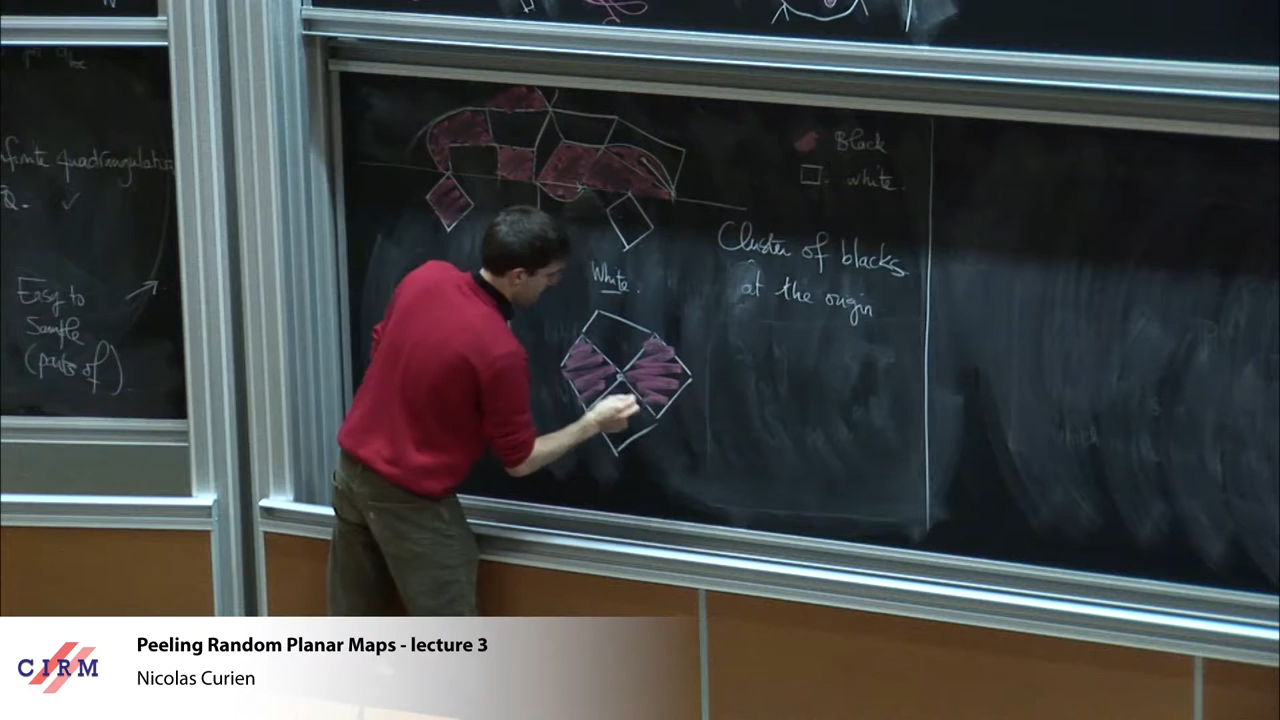 finite quadrangulation
Q.
Easy to
Sample
(parts of)
Black
white
Cluster of blacks
at the origin
White.
CIRM
Peeling Random Planar Maps - lecture 3
Nicolas Curien